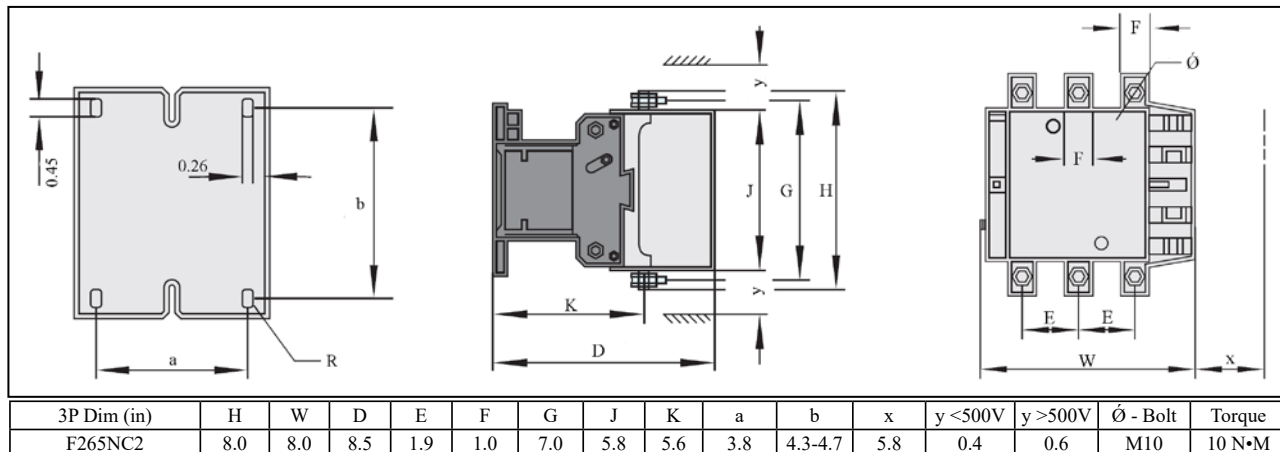 0.45
0.26
b
a
R
y
J
G
H
y
K
D
F
Ǿ
F
E
E
W
x
3P Dim (in) H W D E F G J K a b x y <500V y >500V Ǿ - Bolt Torque
F265NC2 8.0 8.0 8.5 1.9 1.0 7.0 5.8 5.6 3.8 4.3-4.7 5.8 0.4 0.6 M10 10 N•M